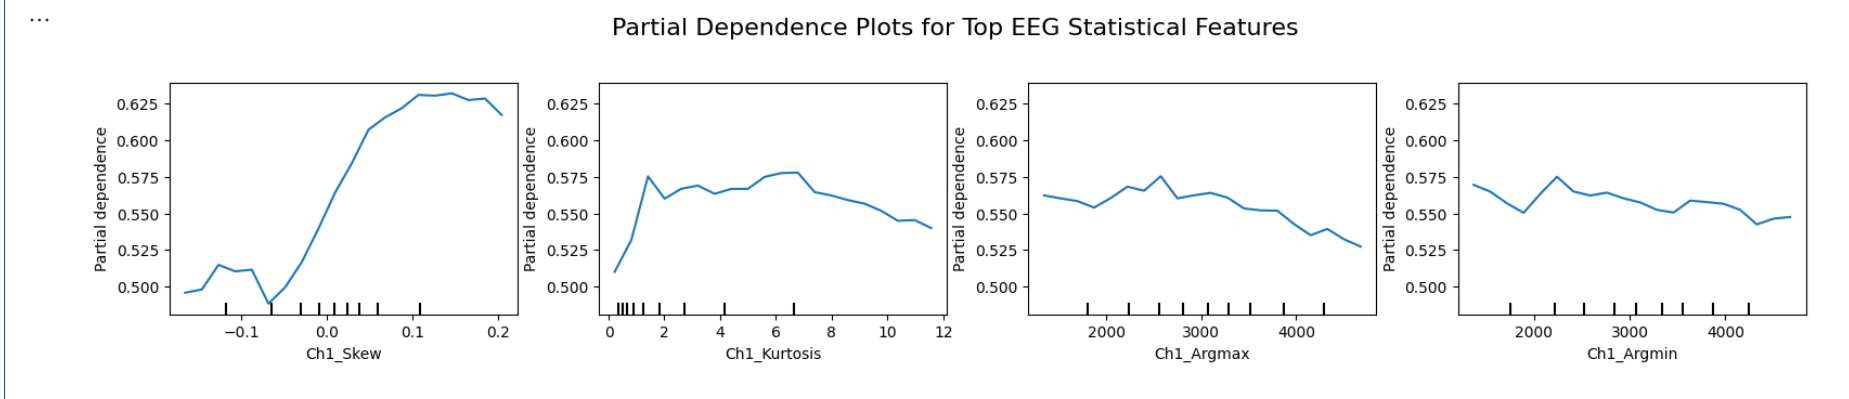 ...
Partial Dependence Plots for Top EEG Statistical Features
Partial dependence
0.625
0.600
0.575
0.550
0.525
0.500
−0.1 0.0 0.1 0.2
Ch1_Skew
Partial dependence
0.625
0.600
0.575
0.550
0.525
0.500
0 2 4 6 8 10 12
Ch1_Kurtosis
Partial dependence
0.625
0.600
0.575
0.550
0.525
0.500
2000 3000 4000
Ch1_Argmax
Partial dependence
0.625
0.600
0.575
0.550
0.525
0.500
2000 3000 4000
Ch1_Argmin